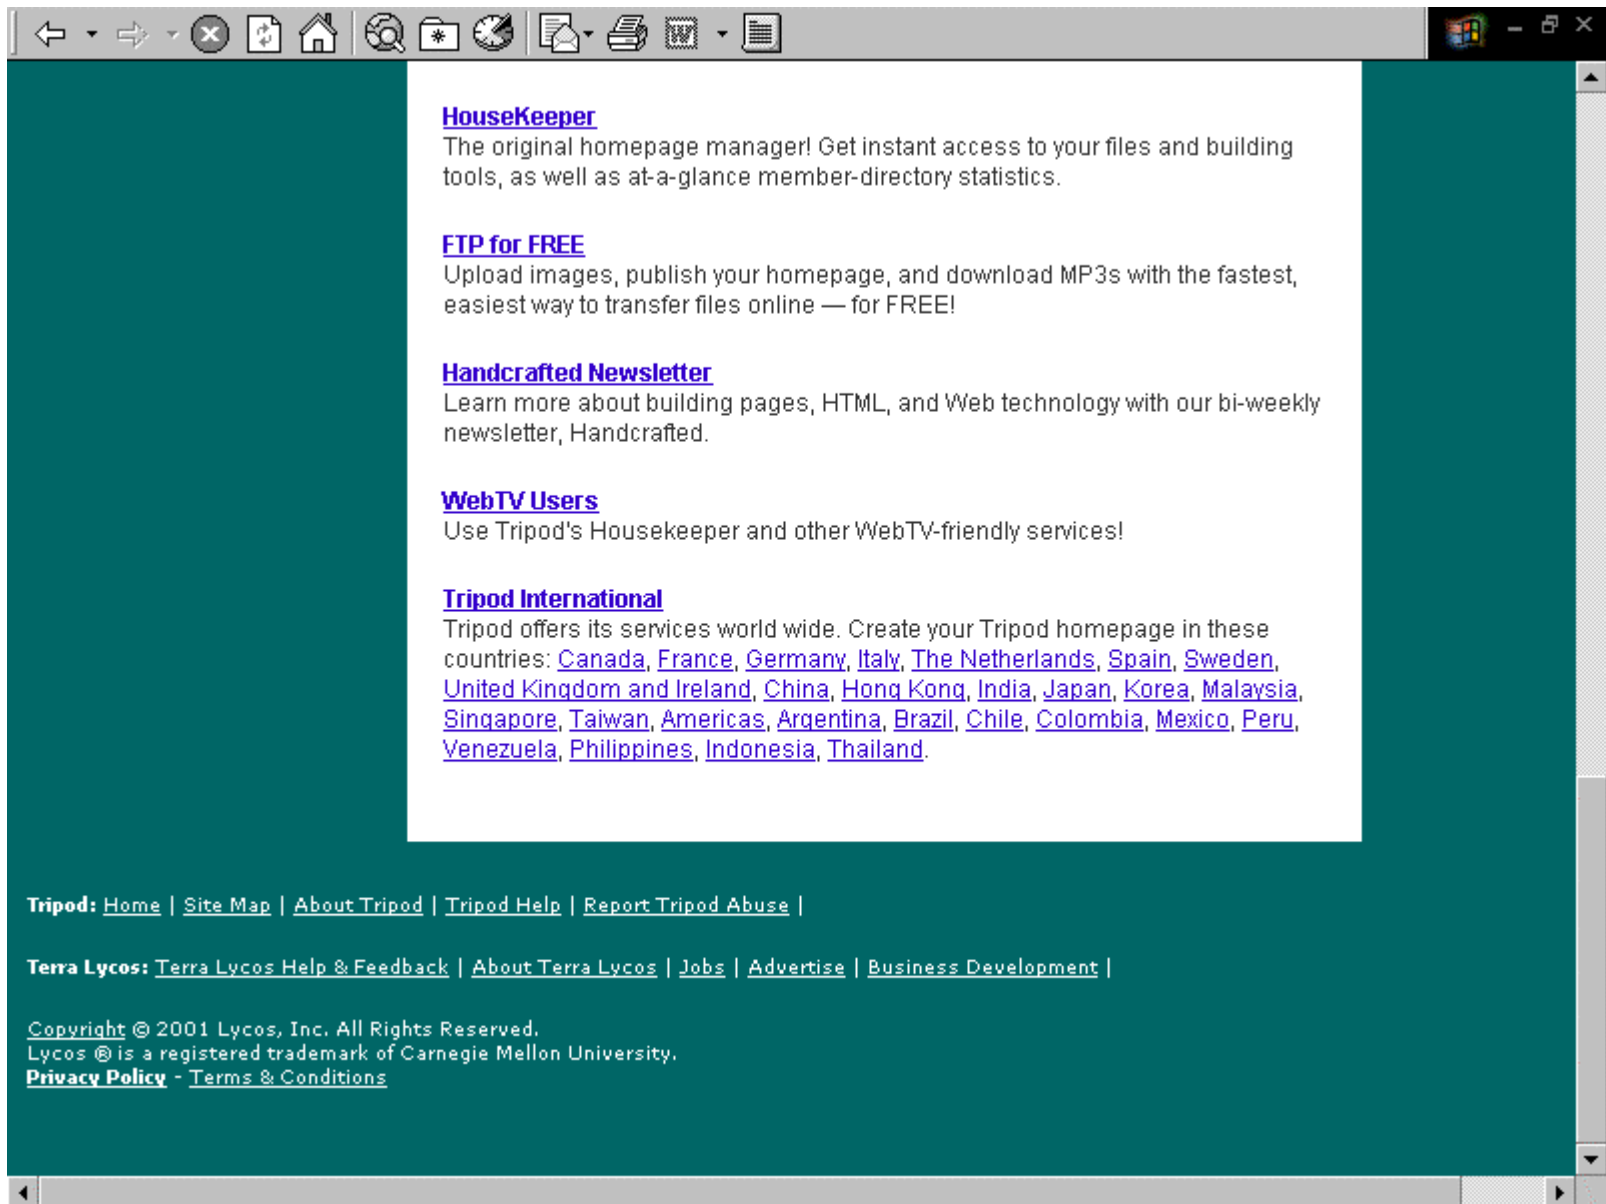 HouseKeeper
The original homepage manager! Get instant access to your files and building
tools, as well as at-a-glance member-directory statistics.
FTP for FREE
Upload images, publish your homepage, and download MP3s with the fastest,
easiest way to transfer files online — for FREE!
Handcrafted Newsletter
Learn more about building pages, HTML, and Web technology with our bi-weekly
newsletter, Handcrafted.
WebTV Users
Use Tripod's Housekeeper and other WebTV-friendly services!
Tripod International
Tripod offers its services world wide. Create your Tripod homepage in these
countries: Canada, France, Germany, Italy, The Netherlands, Spain, Sweden,
United Kingdom and Ireland, China, Hong Kong, India, Japan, Korea, Malaysia,
Singapore, Taiwan, Americas, Argentina, Brazil, Chile, Colombia, Mexico, Peru,
Venezuela, Philippines, Indonesia, Thailand.
Tripod: Home | Site Map | About Tripod | Tripod Help | Report Tripod Abuse |
Terra Lycos: Terra Lycos Help & Feedback | About Terra Lycos | Jobs | Advertise | Business Development |
Copyright © 2001 Lycos, Inc. All Rights Reserved.
Lycos ® is a registered trademark of Carnegie Mellon University.
Privacy Policy - Terms & Conditions